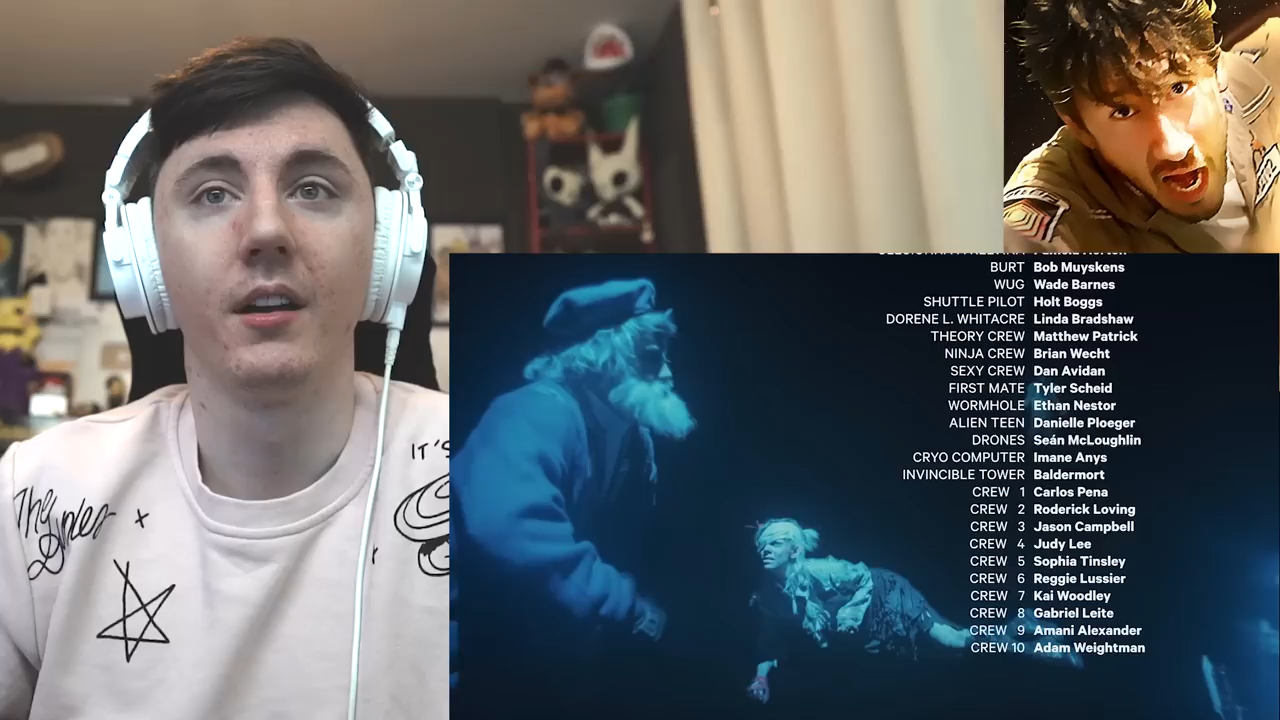 BURT Bob Muyskens
WUG Wade Barnes
SHUTTLE PILOT Holt Boggs
DORENE L. WHITACRE Linda Bradshaw
THEORY CREW Matthew Patrick
NINJA CREW Brian Wecht
SEXY CREW Dan Avidan
FIRST MATE Tyler Scheid
WORMHOLE Ethan Nestor
ALIEN TEEN Danielle Ploeger
DRONES Seán McLoughlin
CRYO COMPUTER Imane Anys
INVINCIBLE TOWER Baldermort
CREW 1 Carlos Pena
CREW 2 Roderick Loving
CREW 3 Jason Campbell
CREW 4 Judy Lee
CREW 5 Sophia Tinsley
CREW 6 Reggie Lussier
CREW 7 Kai Woodley
CREW 8 Gabriel Leite
CREW 9 Amani Alexander
CREW 10 Adam Weightman
IT'S